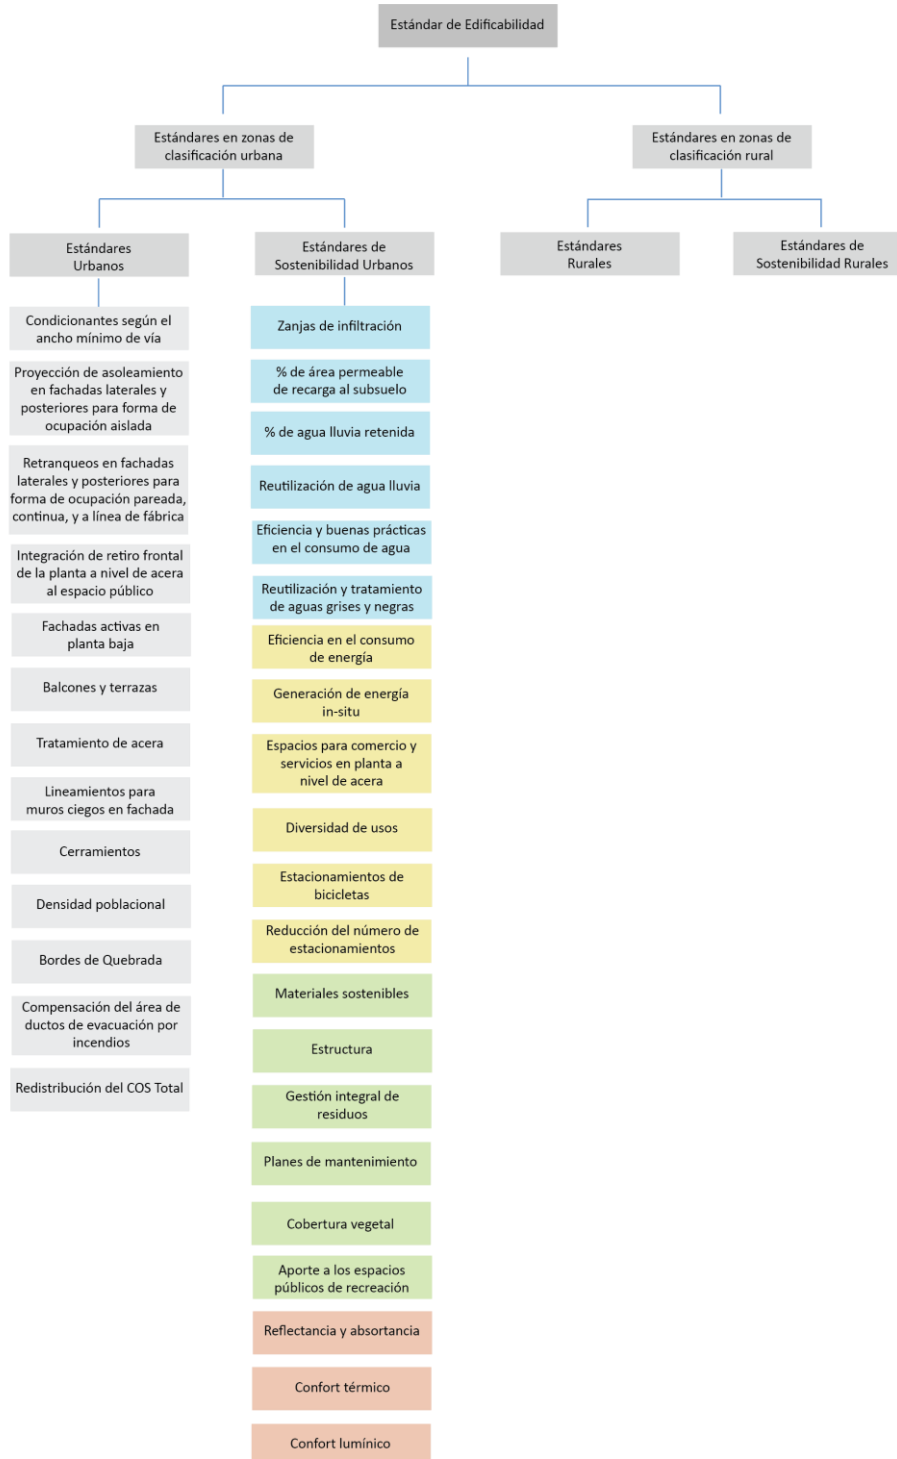 Estándar de Edificabilidad
Estándares en zonas de
clasificación urbana
Estándares en zonas de
clasificación rural
Estándares
Urbanos
Estándares de
Sostenibilidad Urbanos
Estándares
Rurales
Estándares de
Sostenibilidad Rurales
Condicionantes según el
ancho mínimo de vía
Proyección de asoleamiento
en fachadas laterales y
posteriores para forma de
ocupación aislada
Retranqueos en fachadas
laterales y posteriores para
forma de ocupación pareada,
continua, y a línea de fábrica
Integración de retiro frontal
de la planta a nivel de acera
al espacio público
Fachadas activas en
planta baja
Balcones y terrazas
Tratamiento de acera
Lineamientos para
muros ciegos en fachada
Cerramientos
Densidad poblacional
Bordes de Quebrada
Compensación del área de
ductos de evacuación por
incendios
Redistribución del COS Total
Zanjas de infiltración
% de área permeable
de recarga al subsuelo
% de agua lluvia retenida
Reutilización de agua lluvia
Eficiencia y buenas prácticas
en el consumo de agua
Reutilización y tratamiento
de aguas grises y negras
Eficiencia en el consumo
de energía
Generación de energía
in-situ
Espacios para comercio y
servicios en planta a
nivel de acera
Diversidad de usos
Estacionamientos de
bicicletas
Reducción del número de
estacionamientos
Materiales sostenibles
Estructura
Gestión integral de
residuos
Planes de mantenimiento
Cobertura vegetal
Aporte a los espacios
públicos de recreación
Reflectancia y absortancia
Confort térmico
Confort lumínico